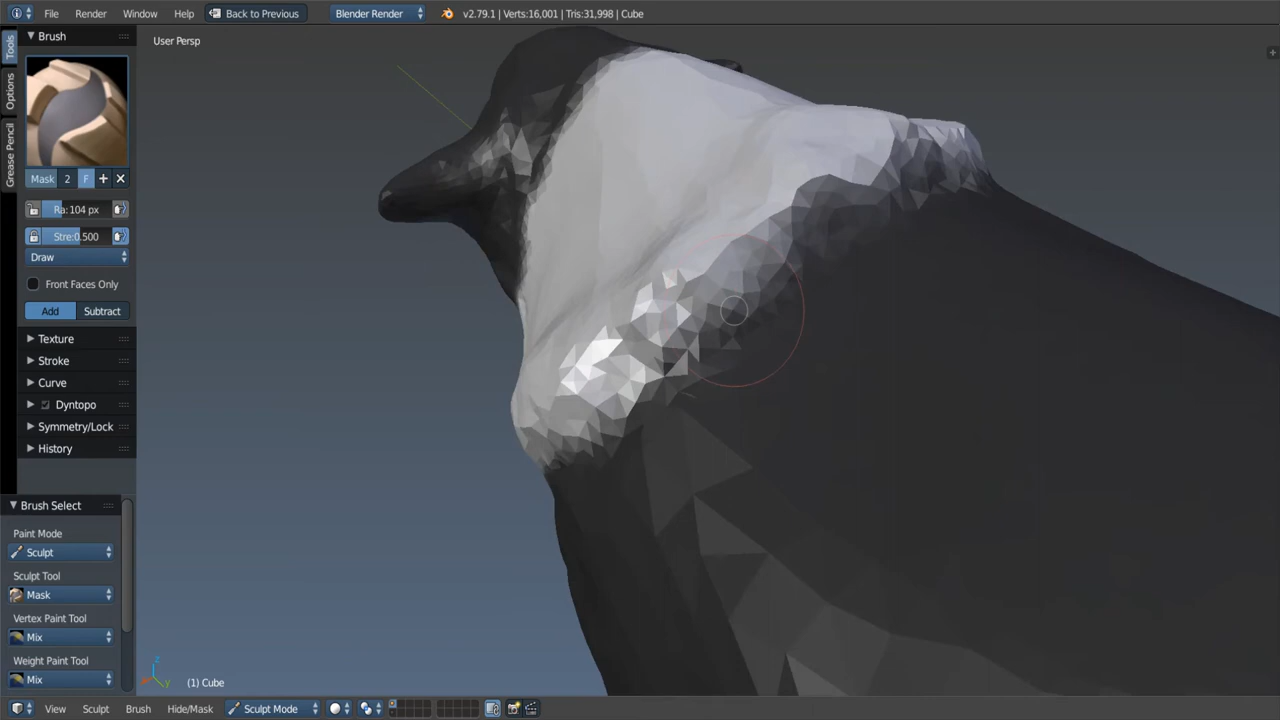 File Render Window Help Back to Previous Blender Render v2.79.1 | Verts:16,001 | Tris:31,998 | Cube
Tools
Options
Grease Pencil
Brush
User Persp
Mask 2 F
Ra: 104 px
Stre:0.500
Draw
Front Faces Only
Add Subtract
Texture
Stroke
Curve
Dyntopo
Symmetry/Lock
History
Brush Select
Paint Mode
Sculpt
Sculpt Tool
Mask
Vertex Paint Tool
Mix
Weight Paint Tool
Mix
z
y
(1) Cube
View Sculpt Brush Hide/Mask Sculpt Mode